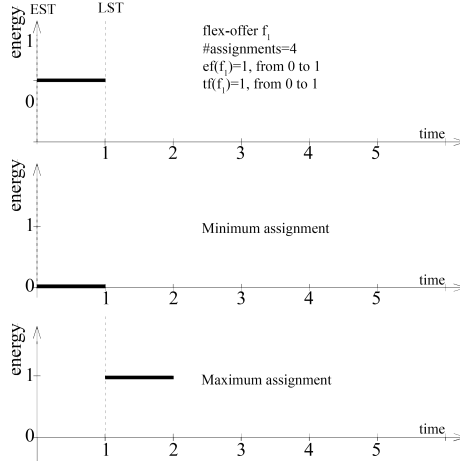 EST LST
energy
1
0
flex-offer f1
#assignments=4
ef(f1)=1, from 0 to 1
tf(f1)=1, from 0 to 1
time
1 2 3 4 5
energy
1
0
Minimum assignment
time
1 2 3 4 5
energy
1
0
Maximum assignment
time
1 2 3 4 5